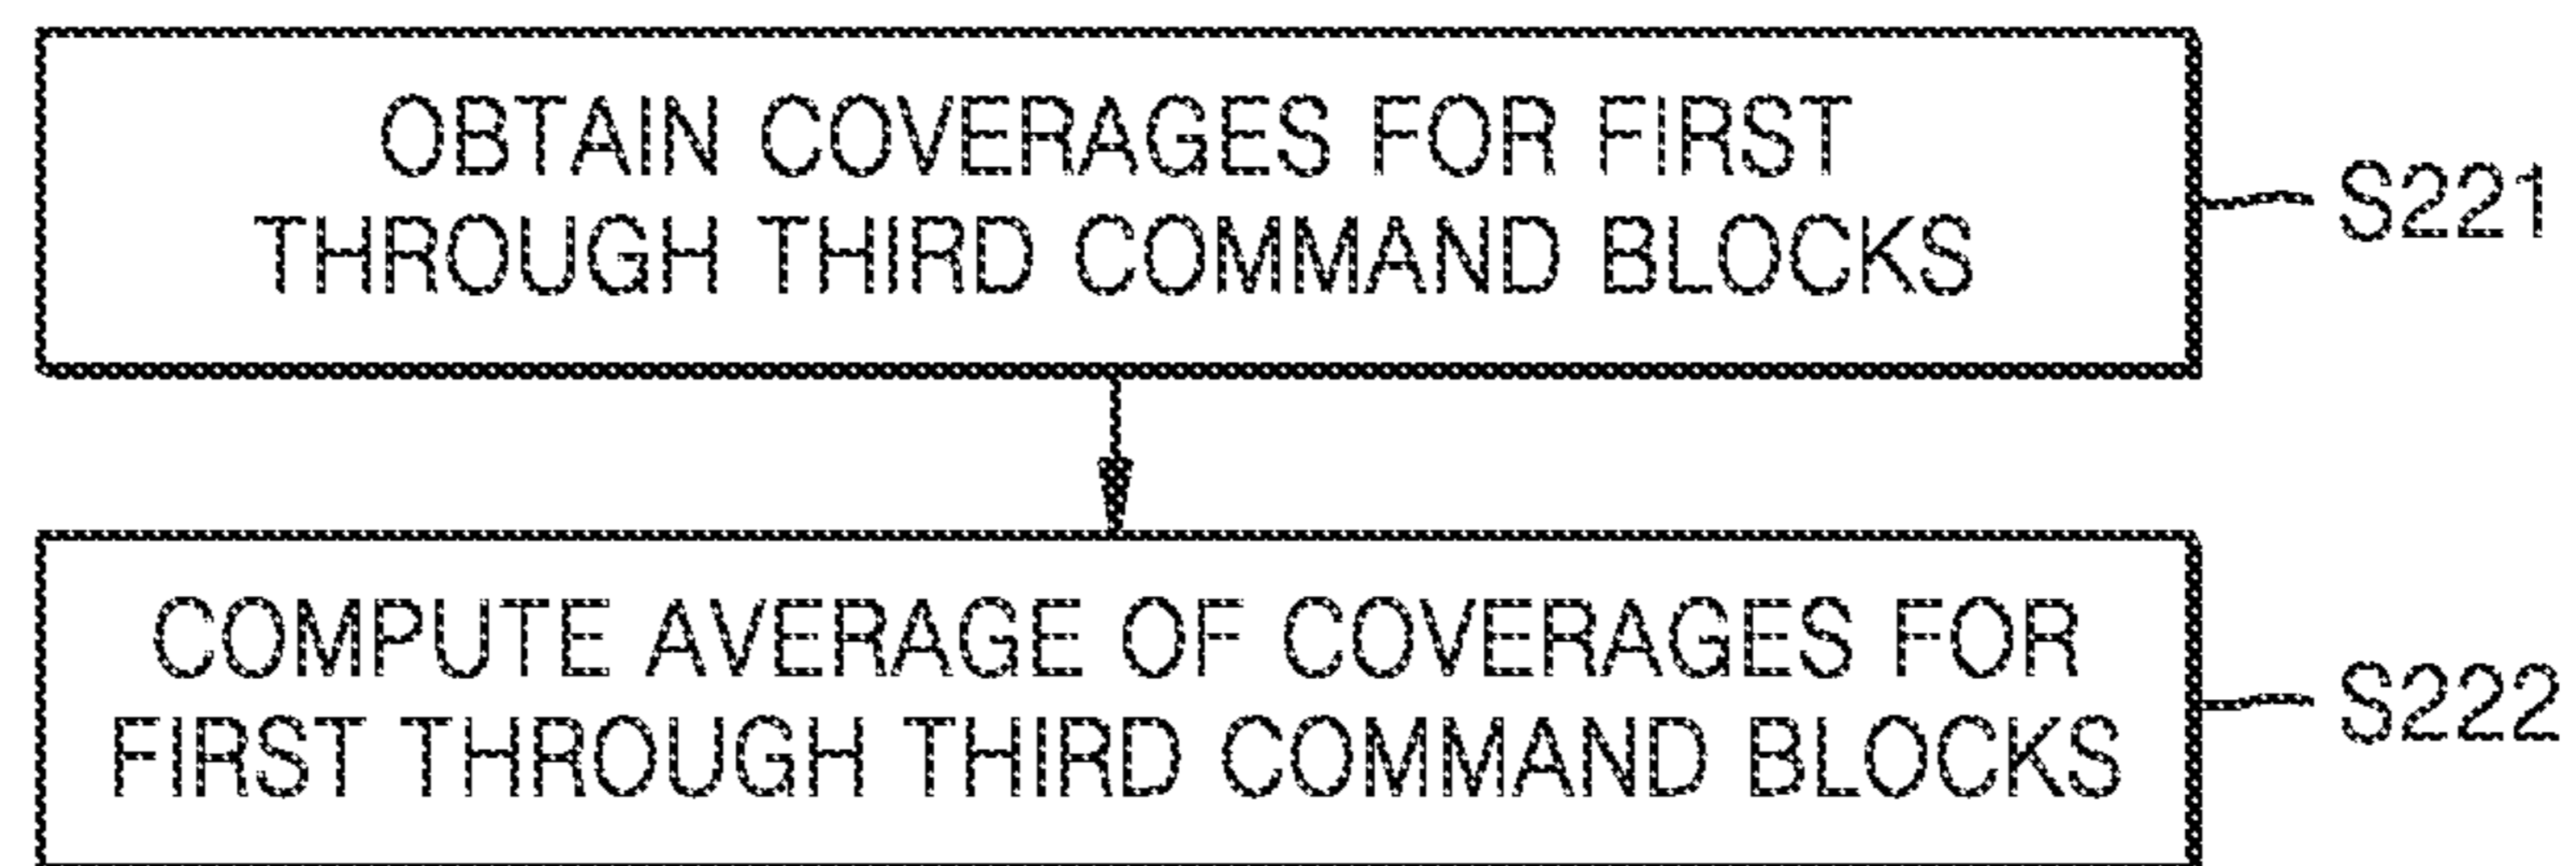 OBTAIN COVERAGES FOR FIRST
THROUGH THIRD COMMAND BLOCKS
S221
COMPUTE AVERAGE OF COVERAGES FOR
FIRST THROUGH THIRD COMMAND BLOCKS
S222